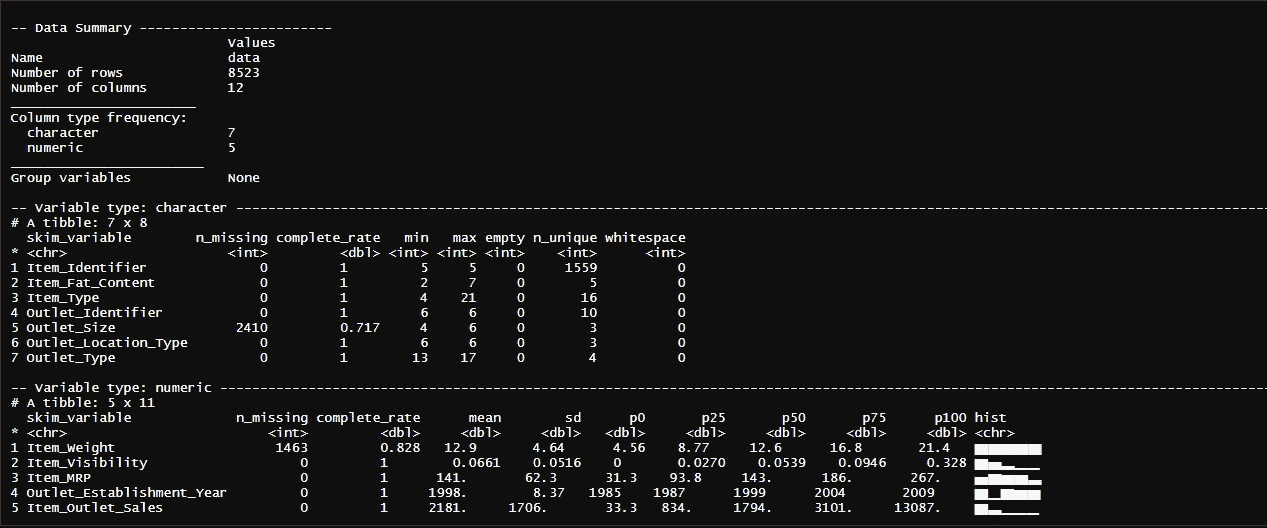 -- Data Summary ------------------------
                           Values
Name                       data
Number of rows             8523
Number of columns          12
_______________________
Column type frequency:
  character                7
  numeric                  5
________________________
Group variables            None

-- Variable type: character --------------------------------------------------------------------------------
# A tibble: 7 x 8
  skim_variable        n_missing complete_rate   min   max empty n_unique whitespace
* <chr>                    <int>         <dbl> <int> <int> <int>    <int>      <int>
1 Item_Identifier              0         1         5     5     0     1559          0
2 Item_Fat_Content             0         1         2     7     0        5          0
3 Item_Type                    0         1         4    21     0       16          0
4 Outlet_Identifier            0         1         6     6     0       10          0
5 Outlet_Size               2410         0.717     4     6     0        3          0
6 Outlet_Location_Type         0         1         6     6     0        3          0
7 Outlet_Type                  0         1        13    17     0        4          0

-- Variable type: numeric --------------------------------------------------------------------------------
# A tibble: 5 x 11
  skim_variable             n_missing complete_rate      mean        sd     p0      p25       p50       p75      p100 hist
* <chr>                         <int>         <dbl>     <dbl>     <dbl>  <dbl>    <dbl>     <dbl>     <dbl>     <dbl> <chr>
1 Item_Weight                    1463         0.828   12.9       4.64     4.56   8.77     12.6      16.8       21.4
2 Item_Visibility                   0         1        0.0661    0.0516   0      0.0270    0.0539    0.0946     0.328
3 Item_MRP                          0         1      141.       62.3     31.3   93.8     143.      186.       267.
4 Outlet_Establishment_Year         0         1     1998.        8.37  1985   1987      1999      2004       2009
5 Item_Outlet_Sales                 0         1     2181.     1706.      33.3  834.     1794.     3101.     13087.